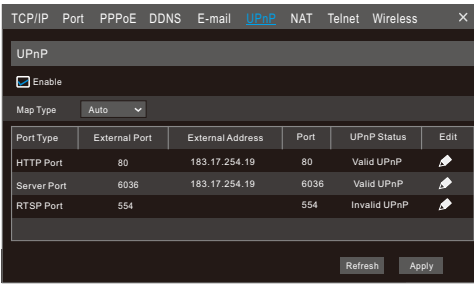 TCP/IP Port PPPoE DDNS E-mail UPnP NAT Telnet Wireless ×
UPnP
Enable
Map Type Auto
Port Type External Port External Address Port UPnP Status Edit
HTTP Port 80 183.17.254.19 80 Valid UPnP
Server Port 6036 183.17.254.19 6036 Valid UPnP
RTSP Port 554 554 Invalid UPnP
Refresh Apply